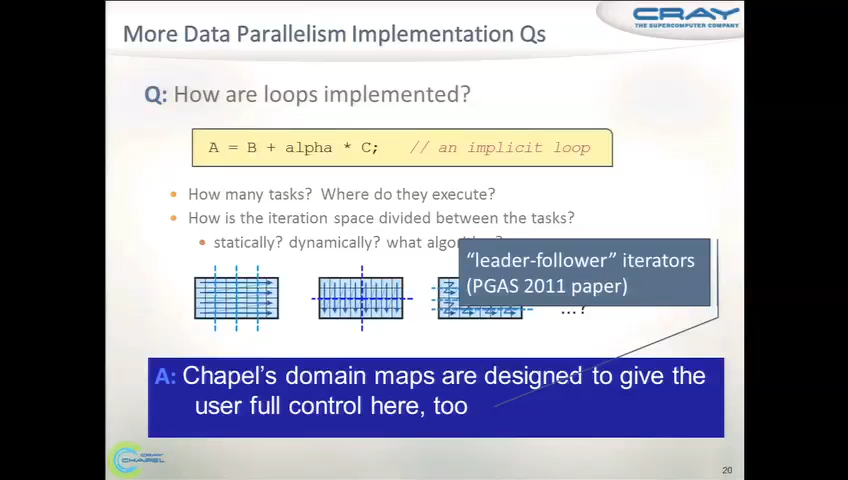 CRAY
THE SUPERCOMPUTER COMPANY
More Data Parallelism Implementation Qs
Q: How are loops implemented?
A = B + alpha * C; // an implicit loop
• How many tasks? Where do they execute?
• How is the iteration space divided between the tasks?
• statically? dynamically? what algo
"leader-follower" iterators
(PGAS 2011 paper)
...?
A: Chapel's domain maps are designed to give the
user full control here, too
CRAY
CHAPEL
20